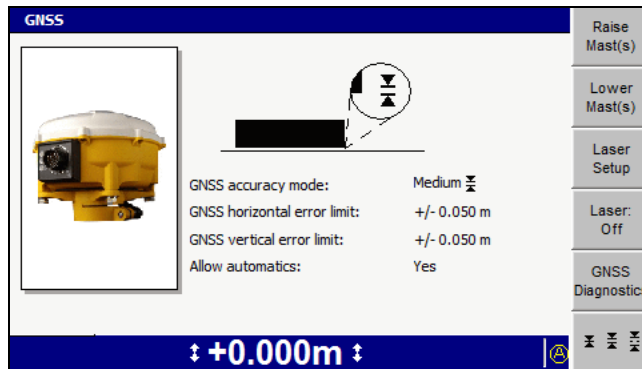 GNSS
GNSS accuracy mode: Medium
GNSS horizontal error limit: +/- 0.050 m
GNSS vertical error limit: +/- 0.050 m
Allow automatics: Yes
+0.000m
A
Raise
Mast(s)
Lower
Mast(s)
Laser
Setup
Laser:
Off
GNSS
Diagnostic